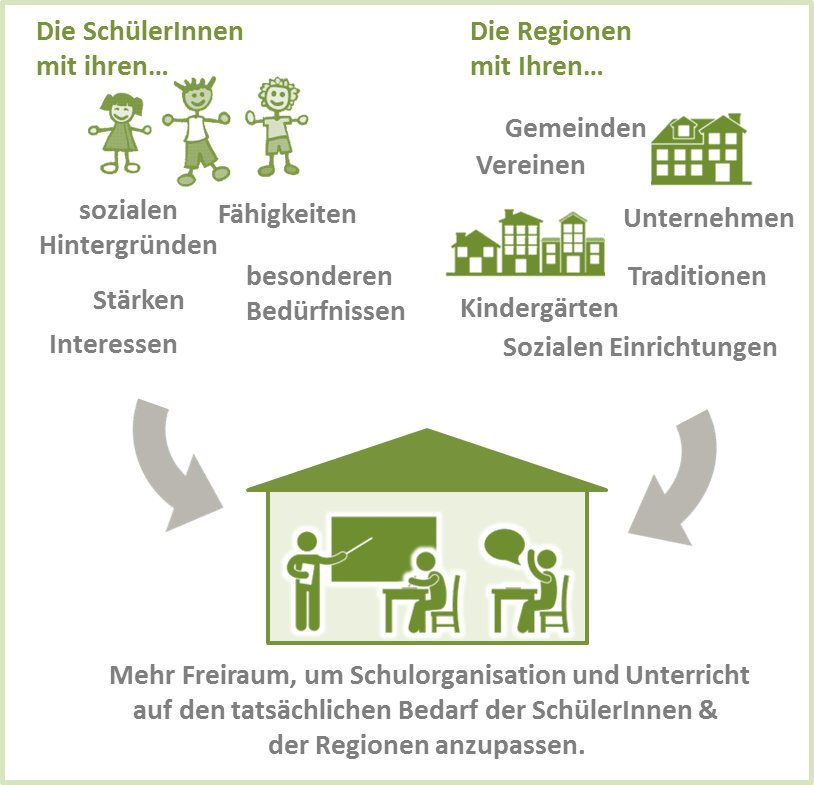 Die SchülerInnen
mit ihren...
sozialen
Hintergründen
Fähigkeiten
Stärken
besonderen
Bedürfnissen
Interessen
Die Regionen
mit Ihren...
Gemeinden
Vereinen
Unternehmen
Traditionen
Kindergärten
Sozialen Einrichtungen
Mehr Freiraum, um Schulorganisation und Unterricht
auf den tatsächlichen Bedarf der SchülerInnen &
der Regionen anzupassen.